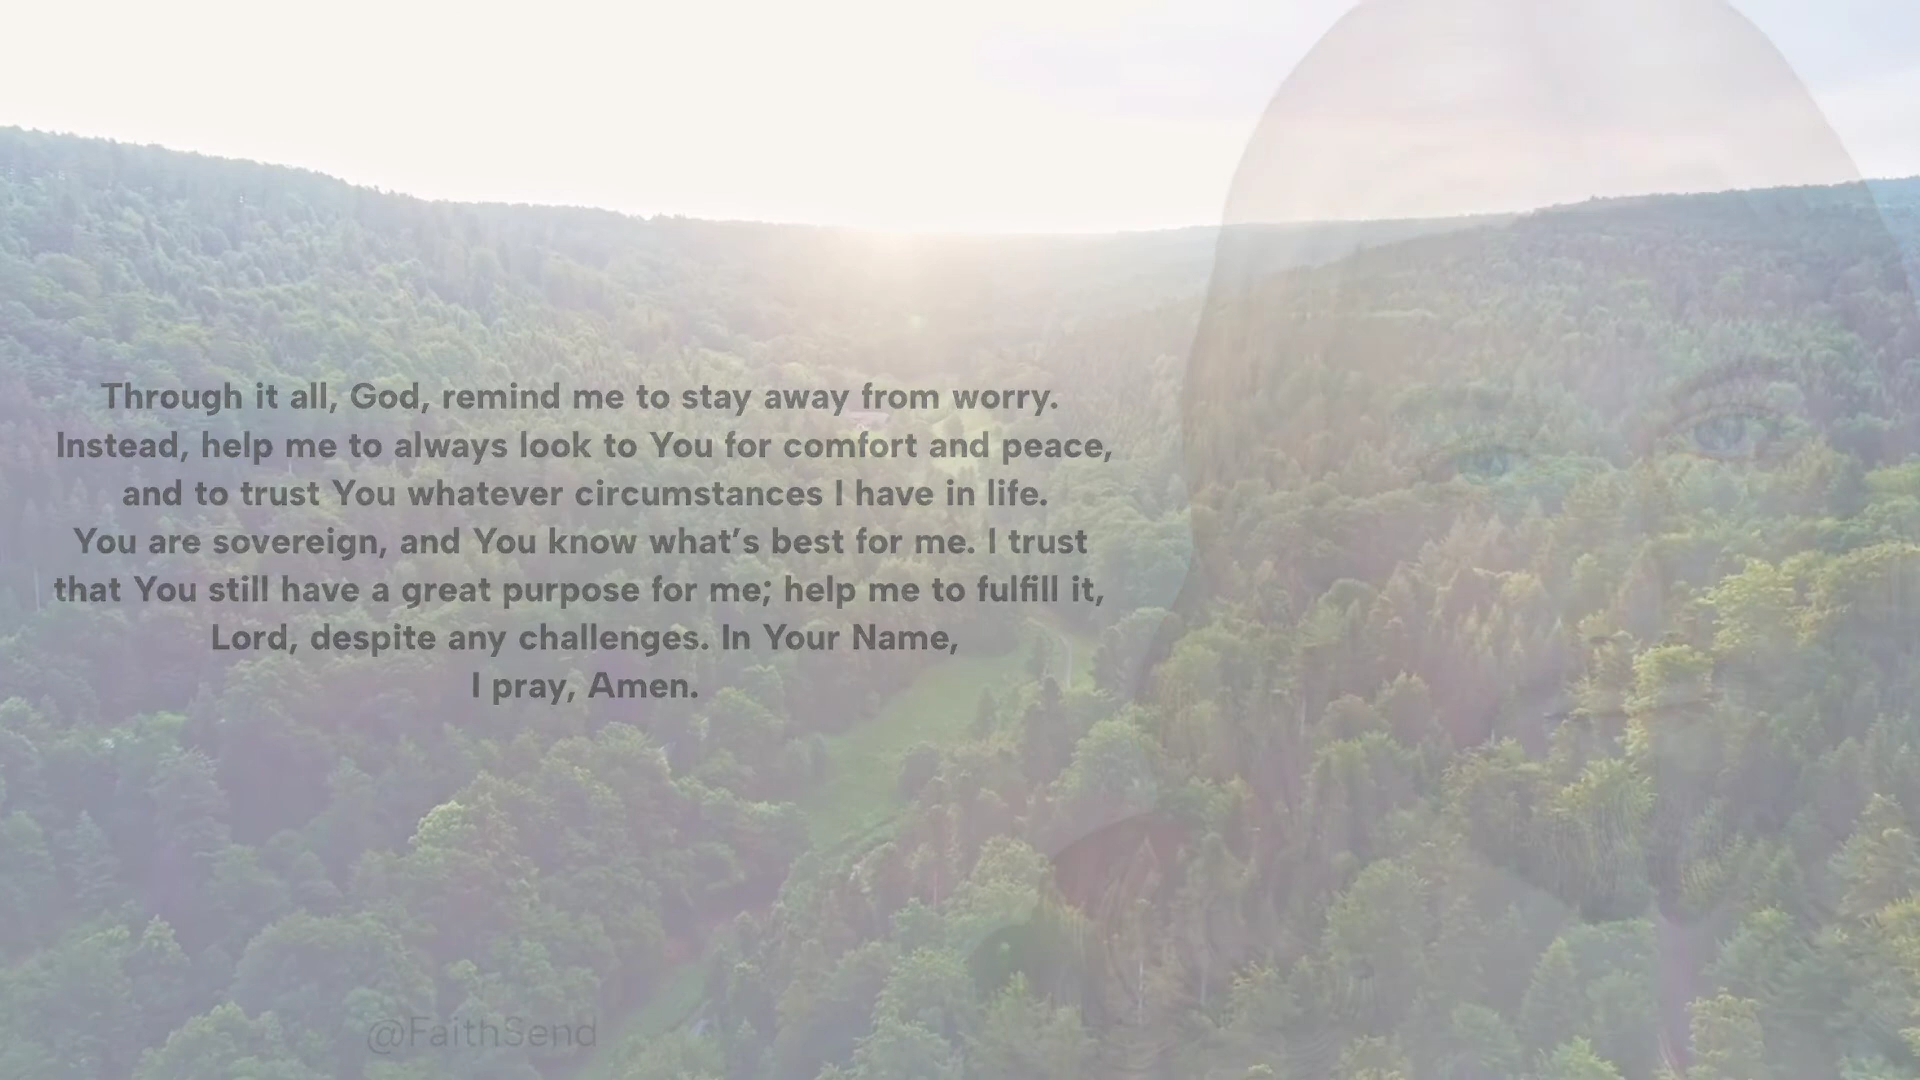 Through it all, God, remind me to stay away from worry.
Instead, help me to always look to You for comfort and peace,
and to trust You whatever circumstances I have in life.
You are sovereign, and You know what’s best for me. I trust
that You still have a great purpose for me; help me to fulfill it,
Lord, despite any challenges. In Your Name,
I pray, Amen.
@FaithSend